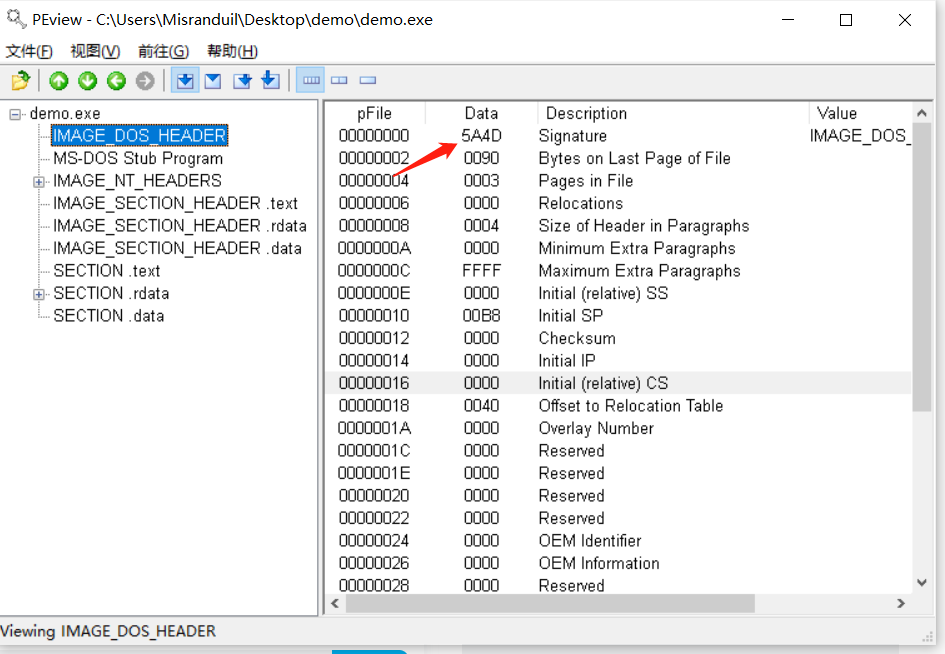 PEview - C:\Users\Misranduil\Desktop\demo\demo.exe
文件(F) 视图(V) 前往(G) 帮助(H)
demo.exe
IMAGE_DOS_HEADER
MS-DOS Stub Program
IMAGE_NT_HEADERS
IMAGE_SECTION_HEADER .text
IMAGE_SECTION_HEADER .rdata
IMAGE_SECTION_HEADER .data
SECTION .text
SECTION .rdata
SECTION .data
pFile Data Description Value
00000000 5A4D Signature IMAGE_DOS_
00000002 0090 Bytes on Last Page of File
00000004 0003 Pages in File
00000006 0000 Relocations
00000008 0004 Size of Header in Paragraphs
0000000A 0000 Minimum Extra Paragraphs
0000000C FFFF Maximum Extra Paragraphs
0000000E 0000 Initial (relative) SS
00000010 00B8 Initial SP
00000012 0000 Checksum
00000014 0000 Initial IP
00000016 0000 Initial (relative) CS
00000018 0040 Offset to Relocation Table
0000001A 0000 Overlay Number
0000001C 0000 Reserved
0000001E 0000 Reserved
00000020 0000 Reserved
00000022 0000 Reserved
00000024 0000 OEM Identifier
00000026 0000 OEM Information
00000028 0000 Reserved
Viewing IMAGE_DOS_HEADER